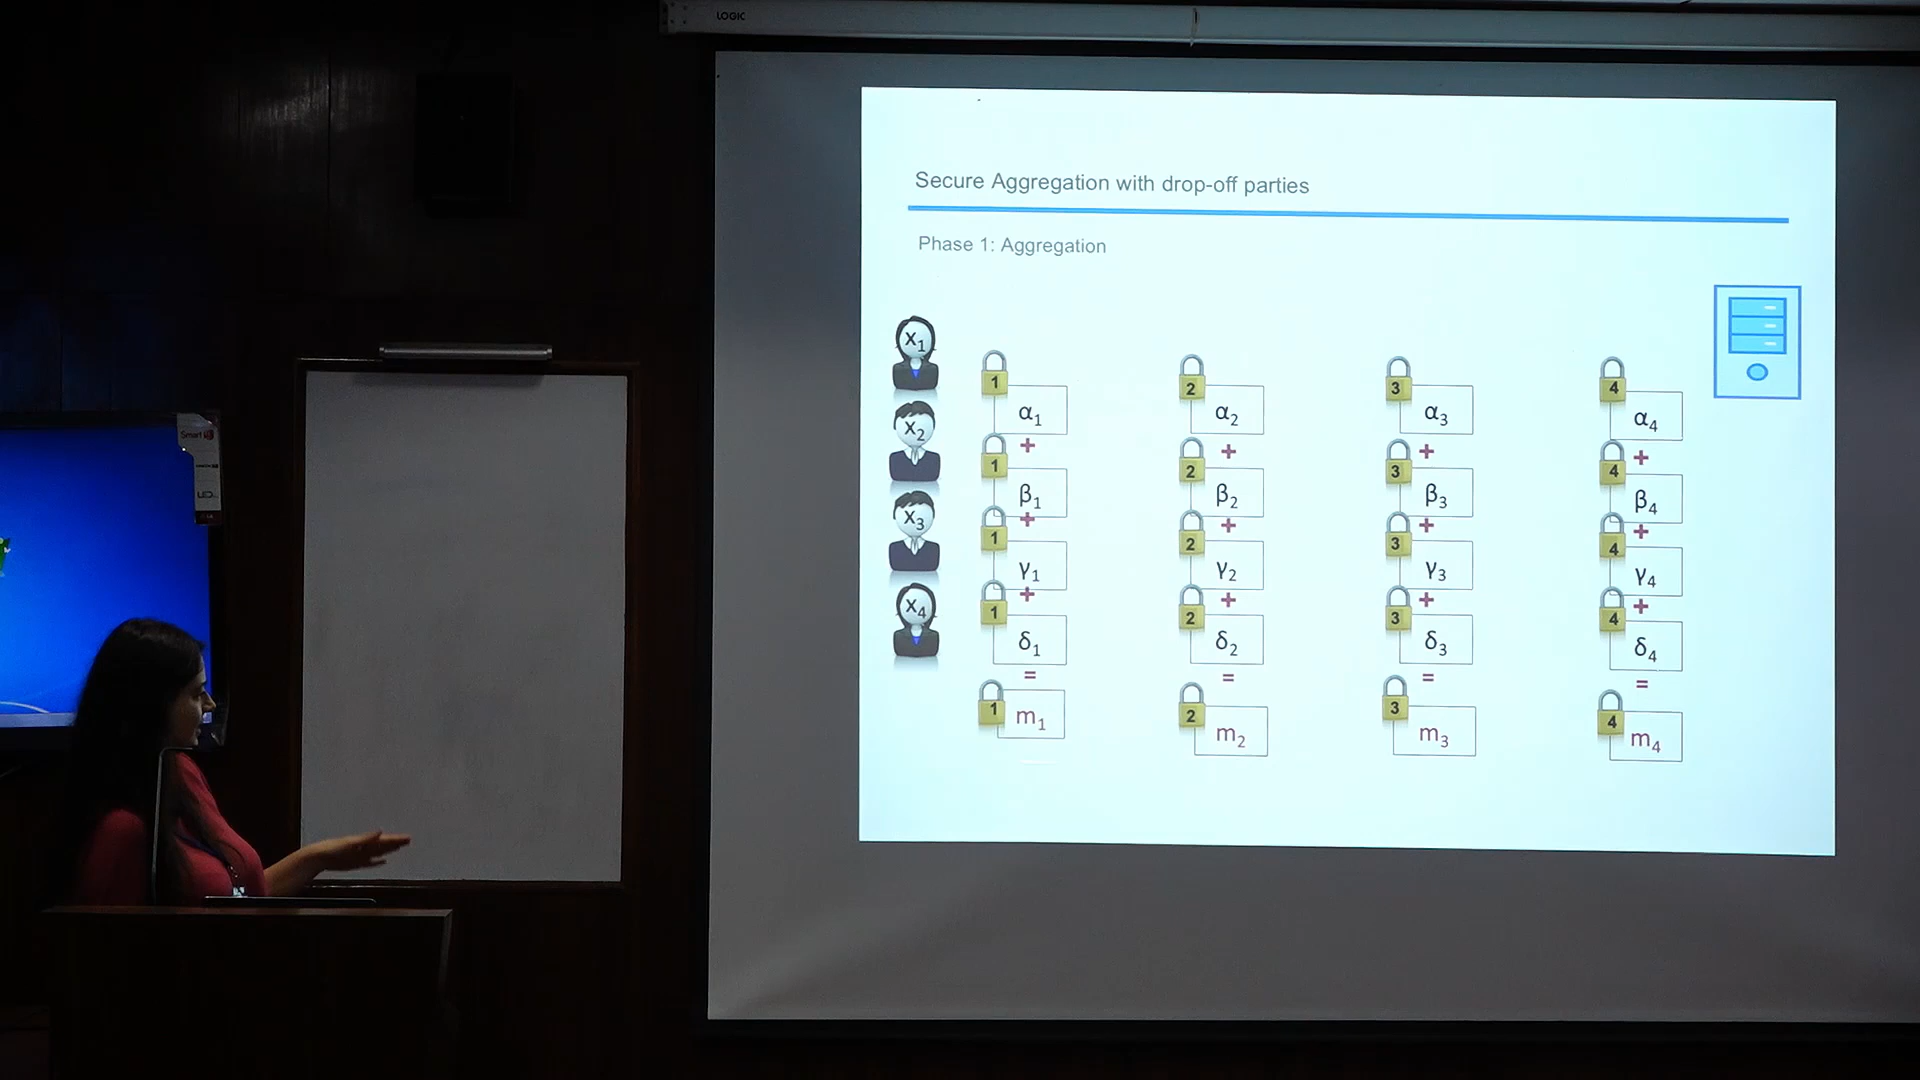 LOGIC
Secure Aggregation with drop-off parties
Phase 1: Aggregation
x₁
1 2 3 4
α₁ α₂ α₃ α₄
x₂
+ + + +
1 2 3 4
β₁ β₂ β₃ β₄
x₃
+ + + +
1 2 3 4
γ₁ γ₂ γ₃ γ₄
x₄
+ + + +
1 2 3 4
δ₁ δ₂ δ₃ δ₄
= = = =
1 2 3 4
m₁ m₂ m₃ m₄
Smart